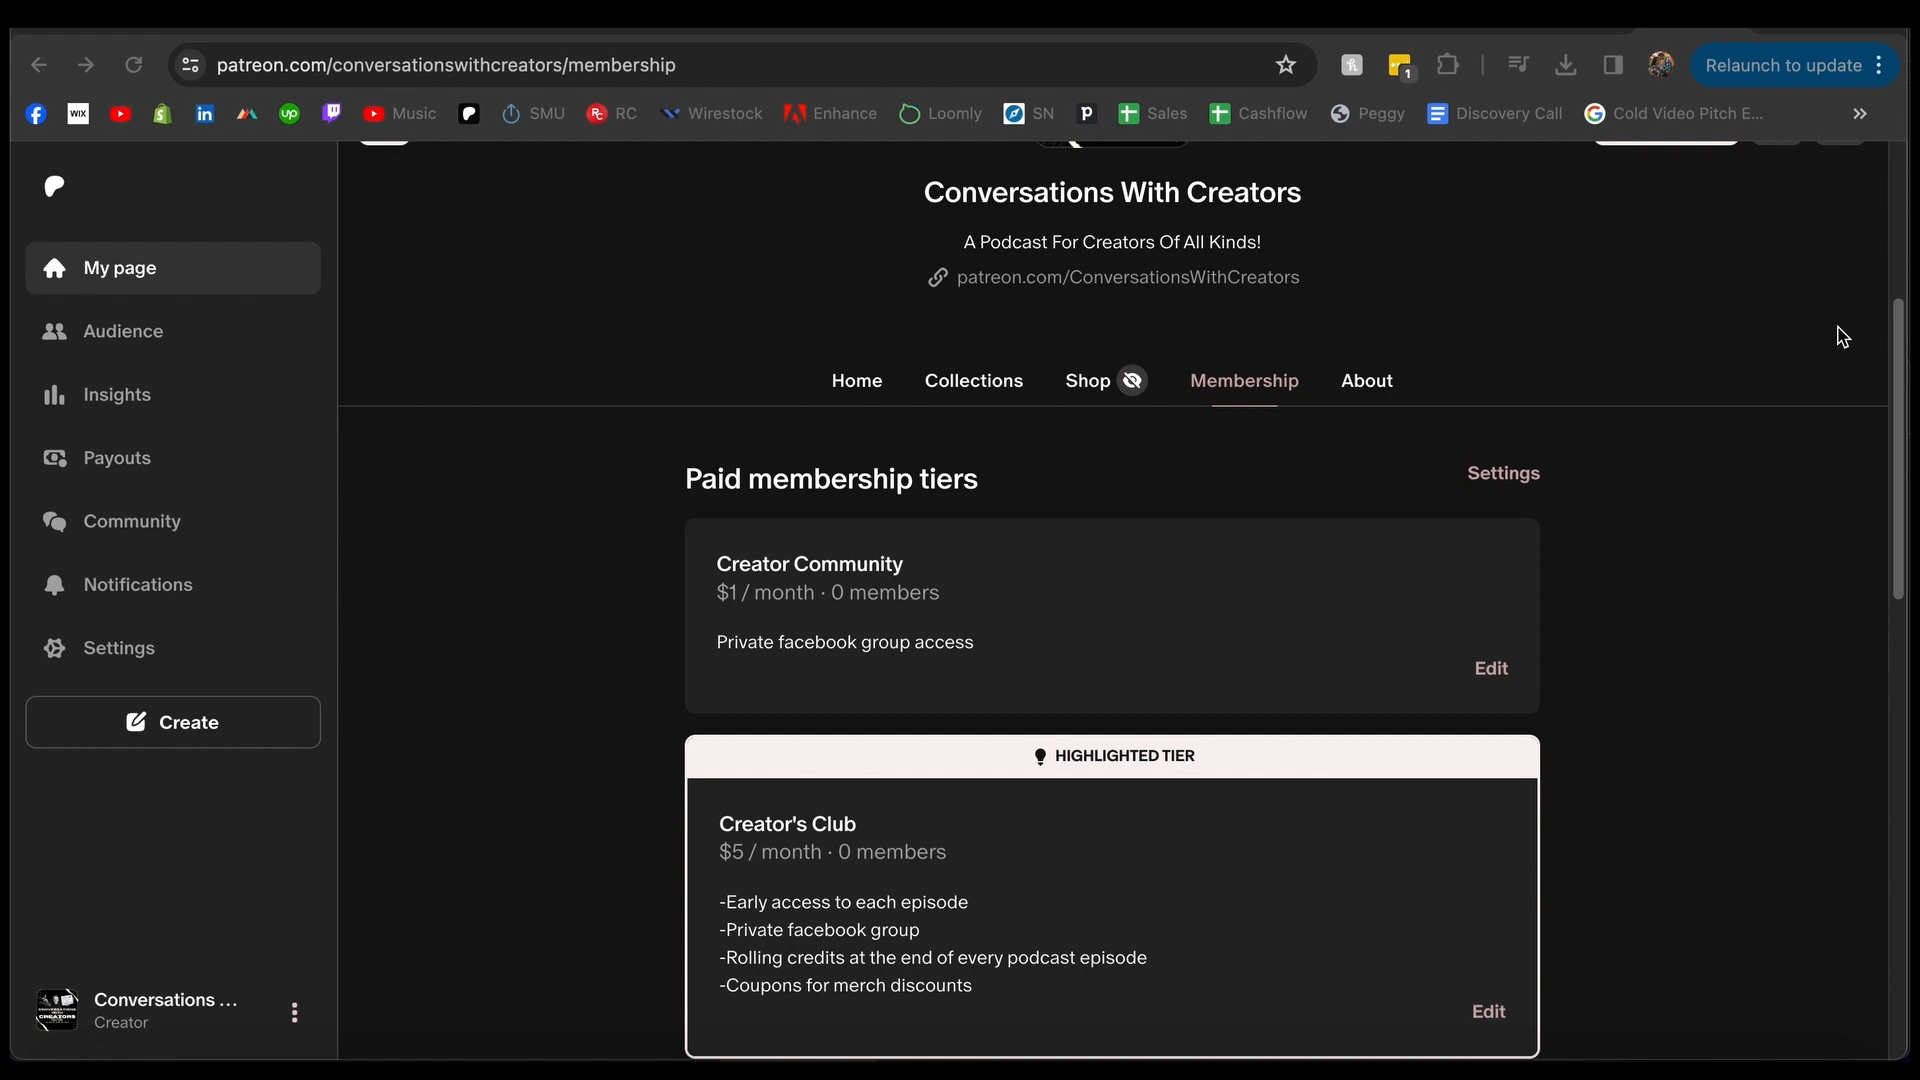 patreon.com/conversationswithcreators/membership
1
Relaunch to update
WIX
Music
SMU
RC
Wirestock
Enhance
Loomly
SN
Sales
Cashflow
Peggy
Discovery Call
Cold Video Pitch E...
My page
Audience
Insights
Payouts
Community
Notifications
Settings
Create
Conversations ...
Creator
Conversations With Creators
A Podcast For Creators Of All Kinds!
patreon.com/ConversationsWithCreators
Home
Collections
Shop
Membership
About
Paid membership tiers
Settings
Creator Community
$1 / month · 0 members
Private facebook group access
Edit
HIGHLIGHTED TIER
Creator's Club
$5 / month · 0 members
-Early access to each episode
-Private facebook group
-Rolling credits at the end of every podcast episode
-Coupons for merch discounts
Edit